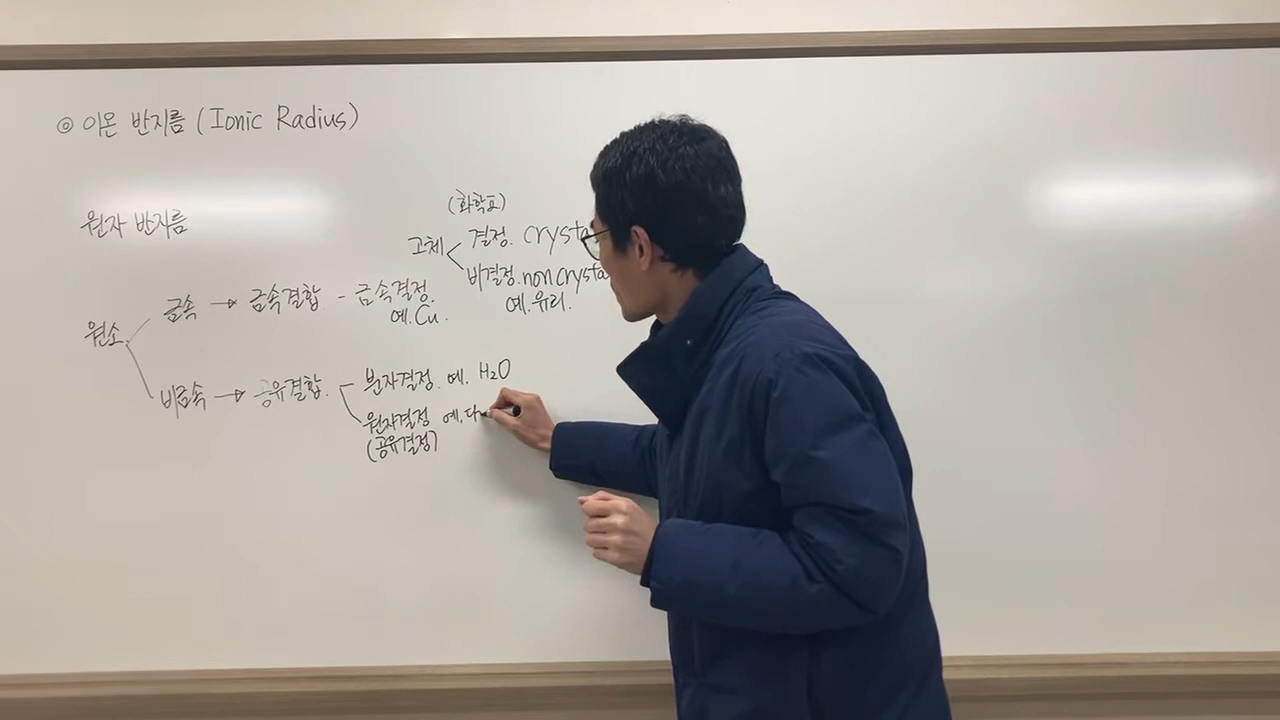 ◎ 이온 반지름 (Ionic Radius)
원자 반지름
(화학Ⅱ)
고체
결정. crysta
비결정. noncrysta
예. 유리.
원소
금속 → 금속결합 - 금속결정.
예. Cu.
비금속 → 공유결합.
분자결정. 예. H₂O
원자결정 예. 다
(공유결정)